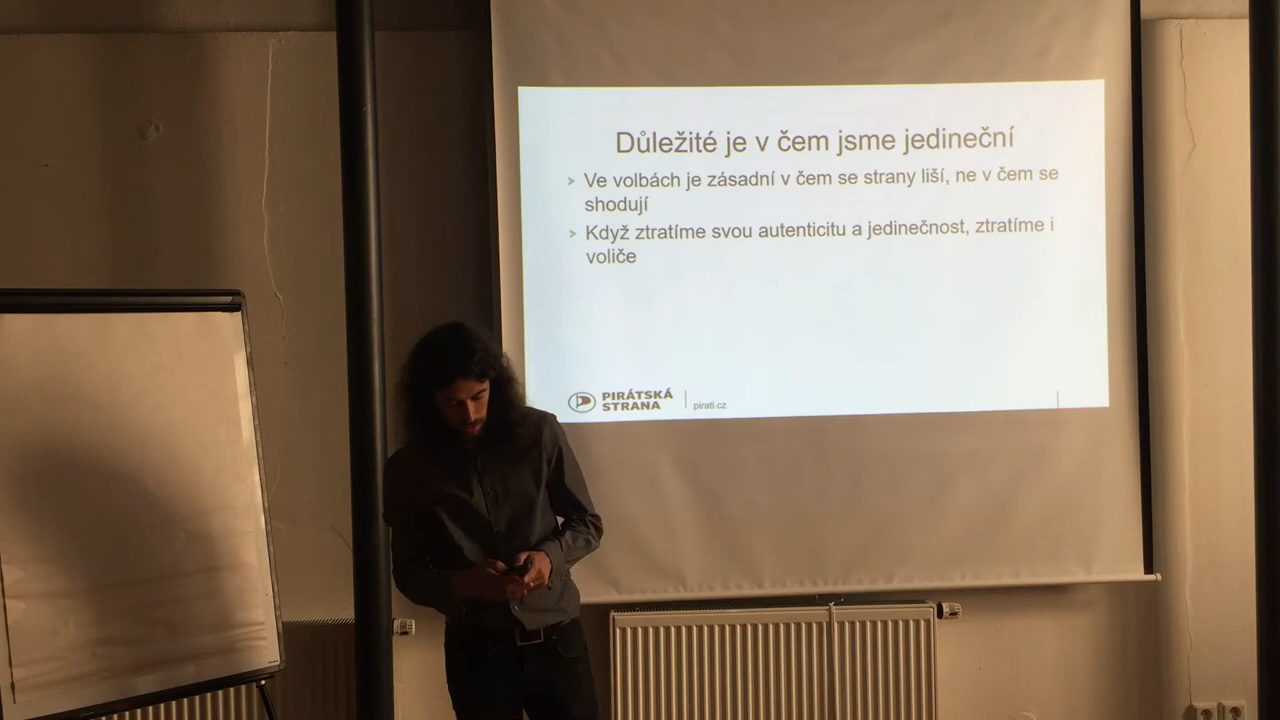 Důležité je v čem jsme jedineční
Ve volbách je zásadní v čem se strany liší, ne v čem se
shodují
Když ztratíme svou autenticitu a jedinečnost, ztratíme i
voliče
PIRÁTSKÁ
STRANA
pirati.cz